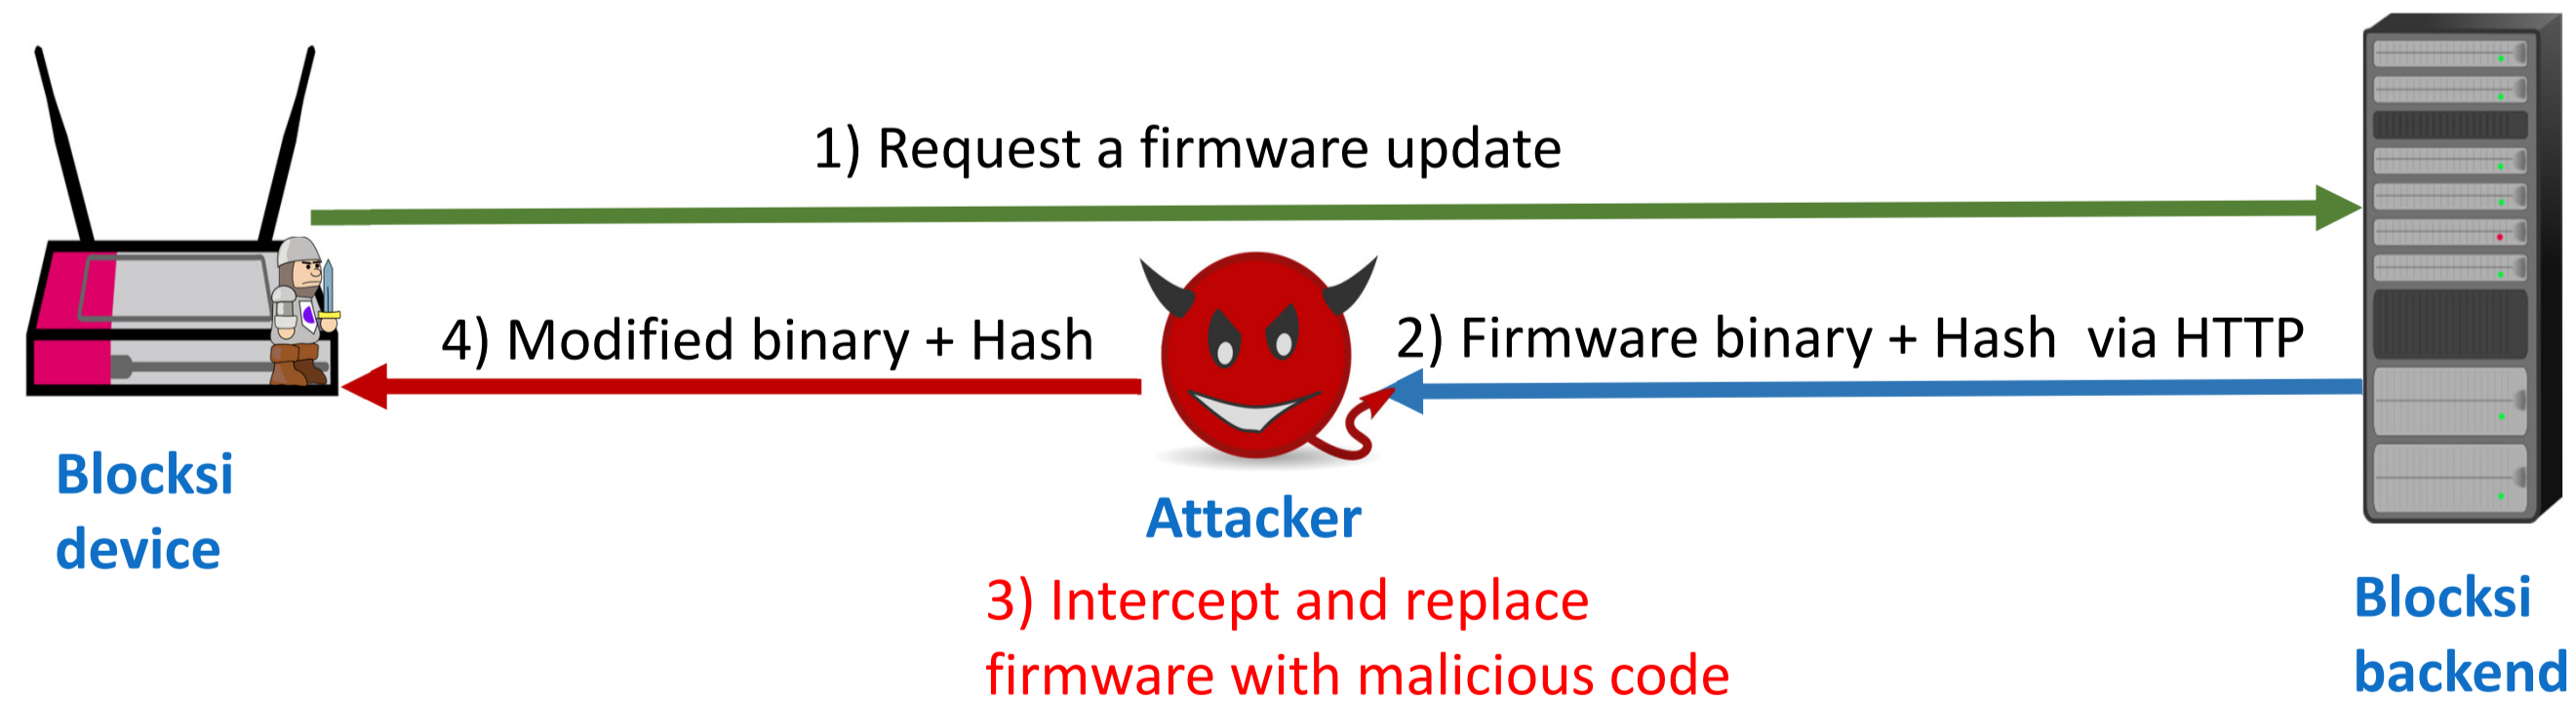 1) Request a firmware update
4) Modified binary + Hash
2) Firmware binary + Hash via HTTP
Blocksi
device
Attacker
3) Intercept and replace
firmware with malicious code
Blocksi
backend